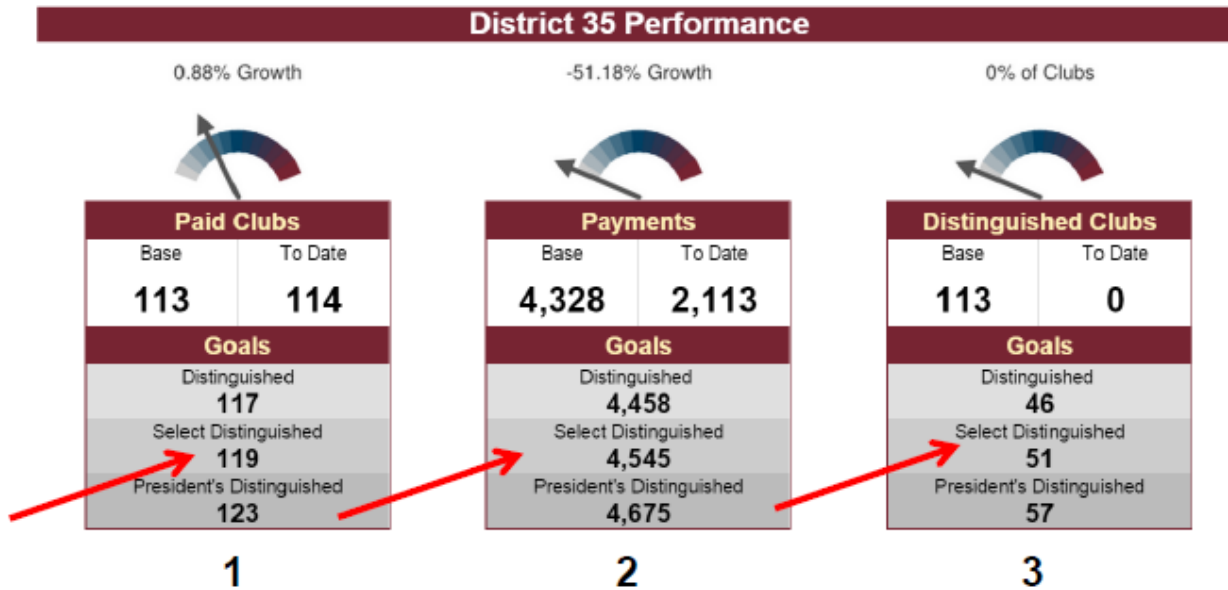 District 35 Performance
0.88% Growth
-51.18% Growth
0% of Clubs
Paid Clubs
Base To Date
113 114
Goals
Distinguished
117
Select Distinguished
119
President's Distinguished
123
1
Payments
Base To Date
4,328 2,113
Goals
Distinguished
4,458
Select Distinguished
4,545
President's Distinguished
4,675
2
Distinguished Clubs
Base To Date
113 0
Goals
Distinguished
46
Select Distinguished
51
President's Distinguished
57
3